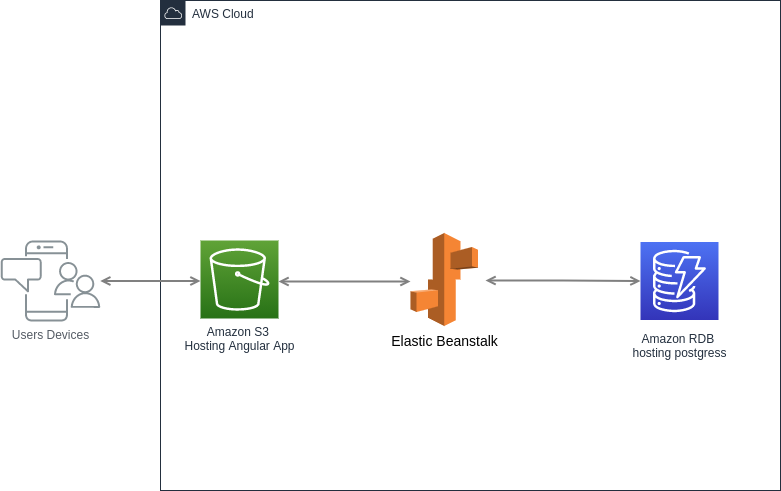 AWS Cloud
Users Devices
Amazon S3
Hosting Angular App
Elastic Beanstalk
Amazon RDB
hosting postgress